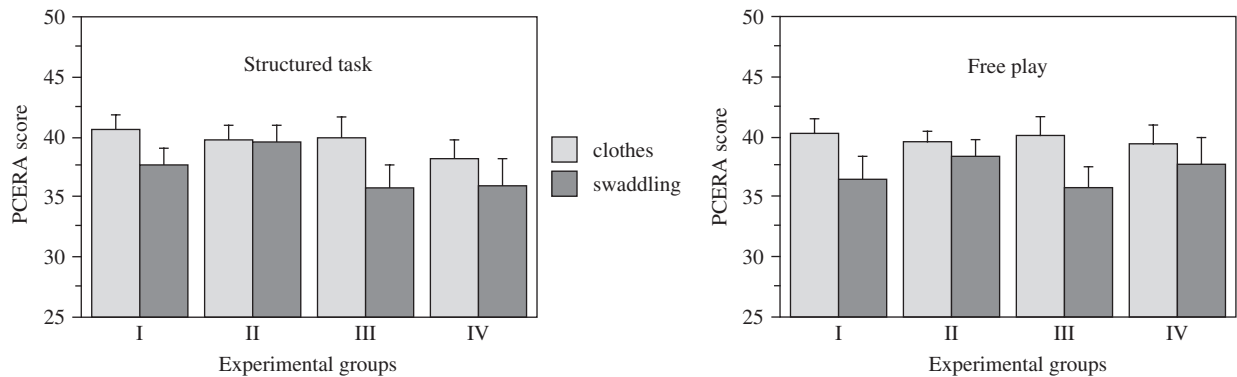 50
45
40
35
30
25
PCERA score
Structured task
I II III IV
Experimental groups
clothes
swaddling
50
45
40
35
30
25
PCERA score
Free play
I II III IV
Experimental groups